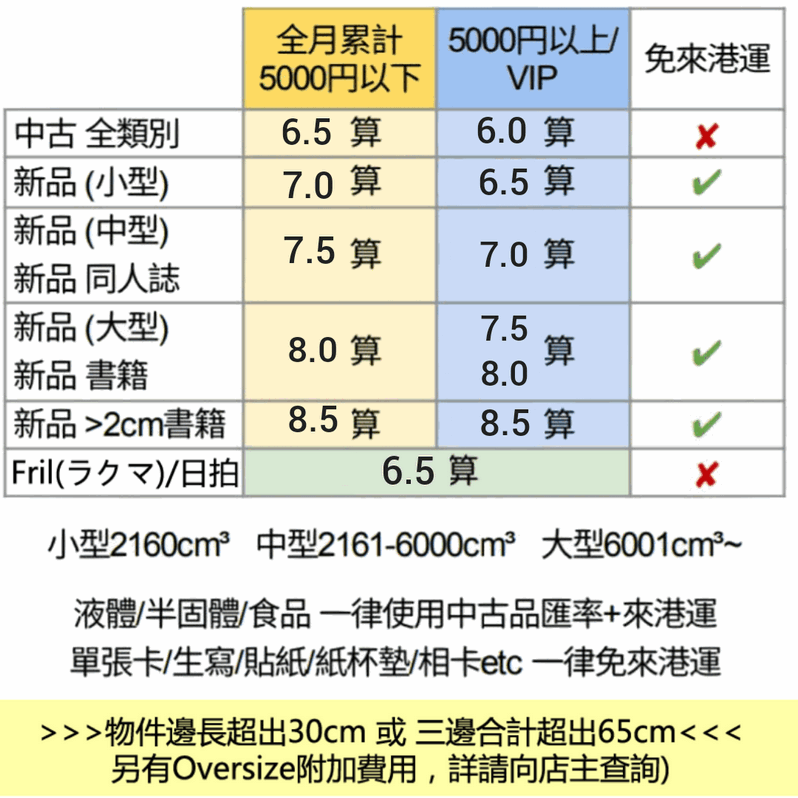 全月累計
5000円以下
5000円以上/
VIP
免來港運
中古 全類別
6.5 算
6.0 算
✘
新品 (小型)
7.0 算
6.5 算
✔
新品 (中型)
新品 同人誌
7.5 算
7.0 算
✔
新品 (大型)
新品 書籍
8.0 算
7.5
8.0
算
✔
新品 >2cm書籍
8.5 算
8.5 算
✔
Fril(ラクマ)/日拍
6.5 算
✘
小型2160cm³ 中型2161-6000cm³ 大型6001cm³~
液體/半固體/食品 一律使用中古品匯率+來港運
單張卡/生寫/貼紙/紙杯墊/相卡etc 一律免來港運
>>>物件邊長超出30cm 或 三邊合計超出65cm<<<
另有Oversize附加費用，詳請向店主查詢)